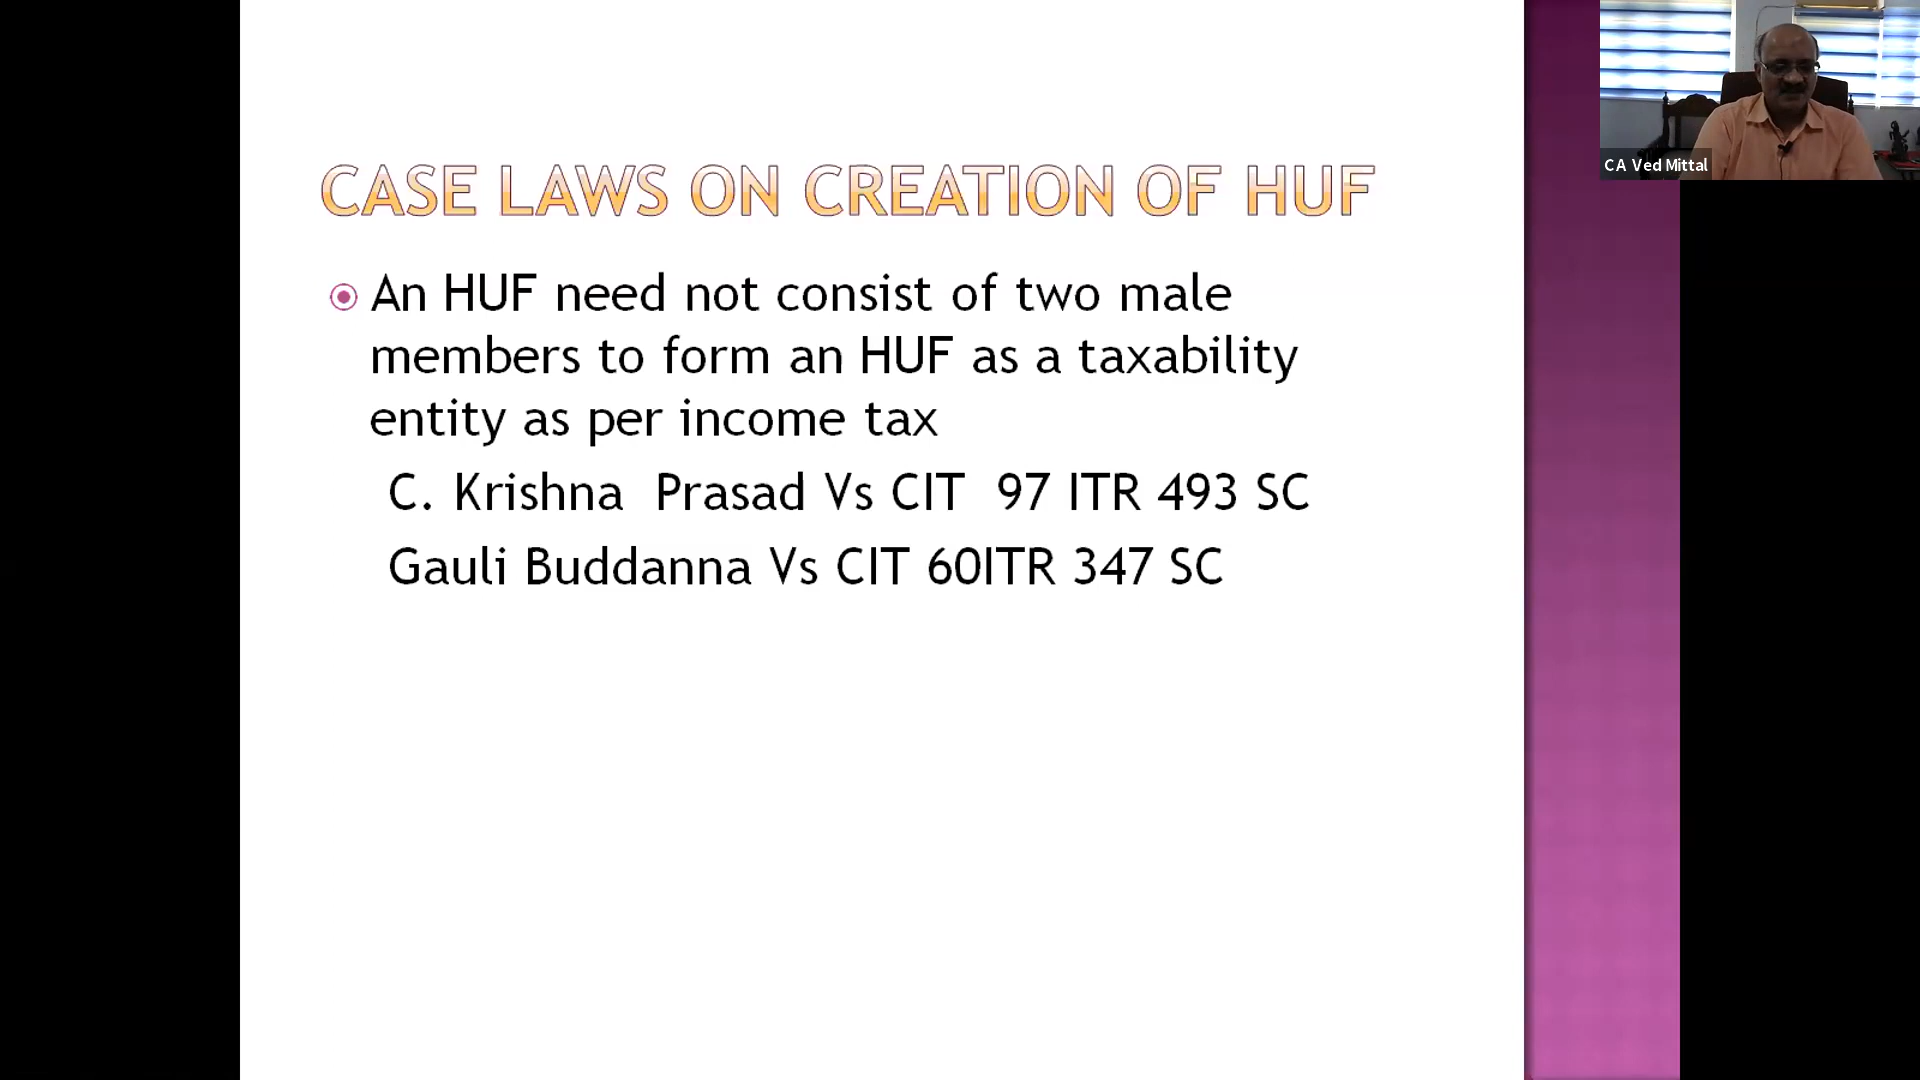 CASE LAWS ON CREATION OF HUF
An HUF need not consist of two male
members to form an HUF as a taxability
entity as per income tax
C. Krishna Prasad Vs CIT 97 ITR 493 SC
Gauli Buddanna Vs CIT 60ITR 347 SC
CA Ved Mittal